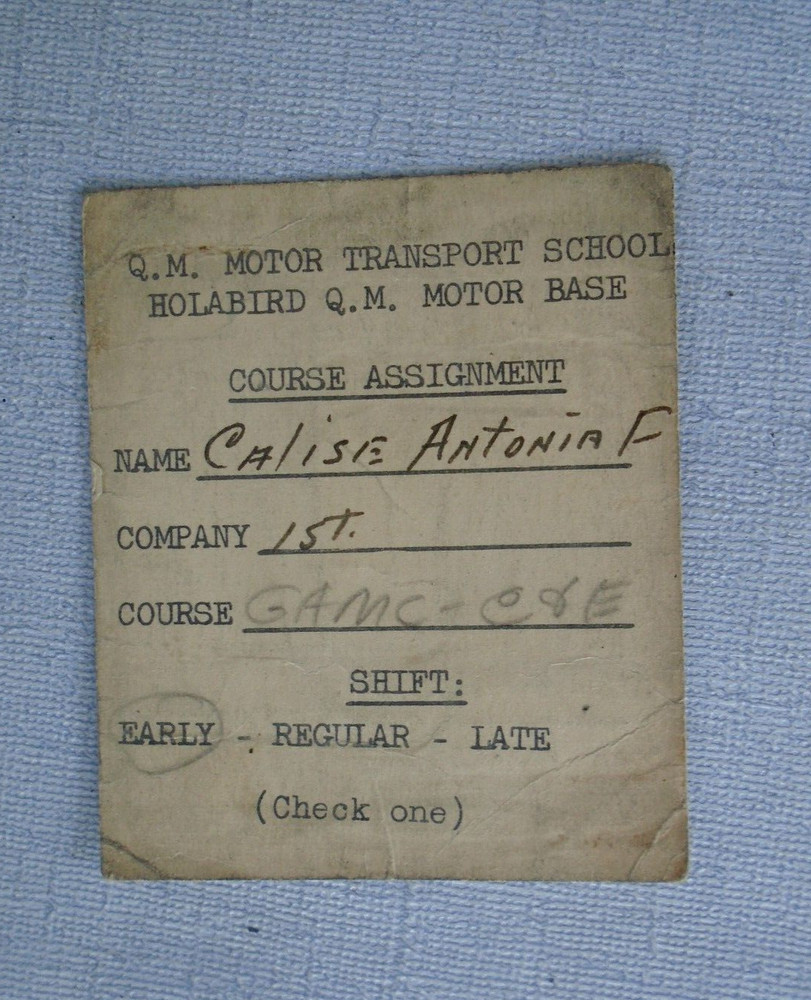 Q.M. MOTOR TRANSPORT SCHOOL
HOLABIRD Q.M. MOTOR BASE
COURSE ASSIGNMENT
NAME Calise Antonia F
COMPANY 1st.
COURSE GAMC - C&E
SHIFT:
EARLY - REGULAR - LATE
(Check one)